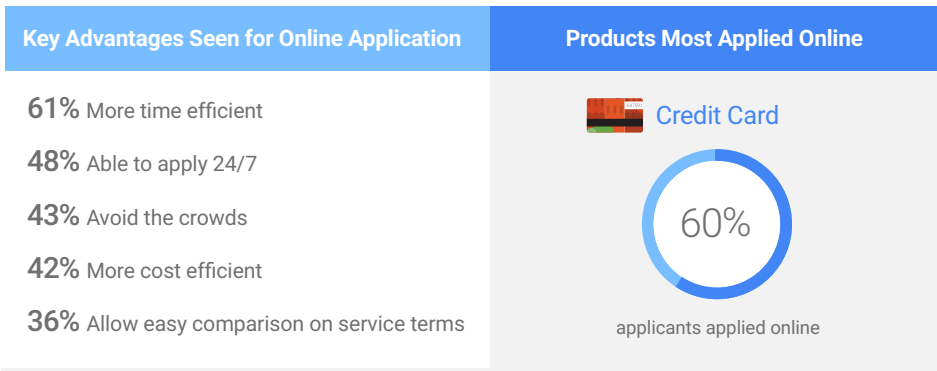 Key Advantages Seen for Online Application
61% More time efficient
48% Able to apply 24/7
43% Avoid the crowds
42% More cost efficient
36% Allow easy comparison on service terms
Products Most Applied Online
Credit Card
60%
applicants applied online